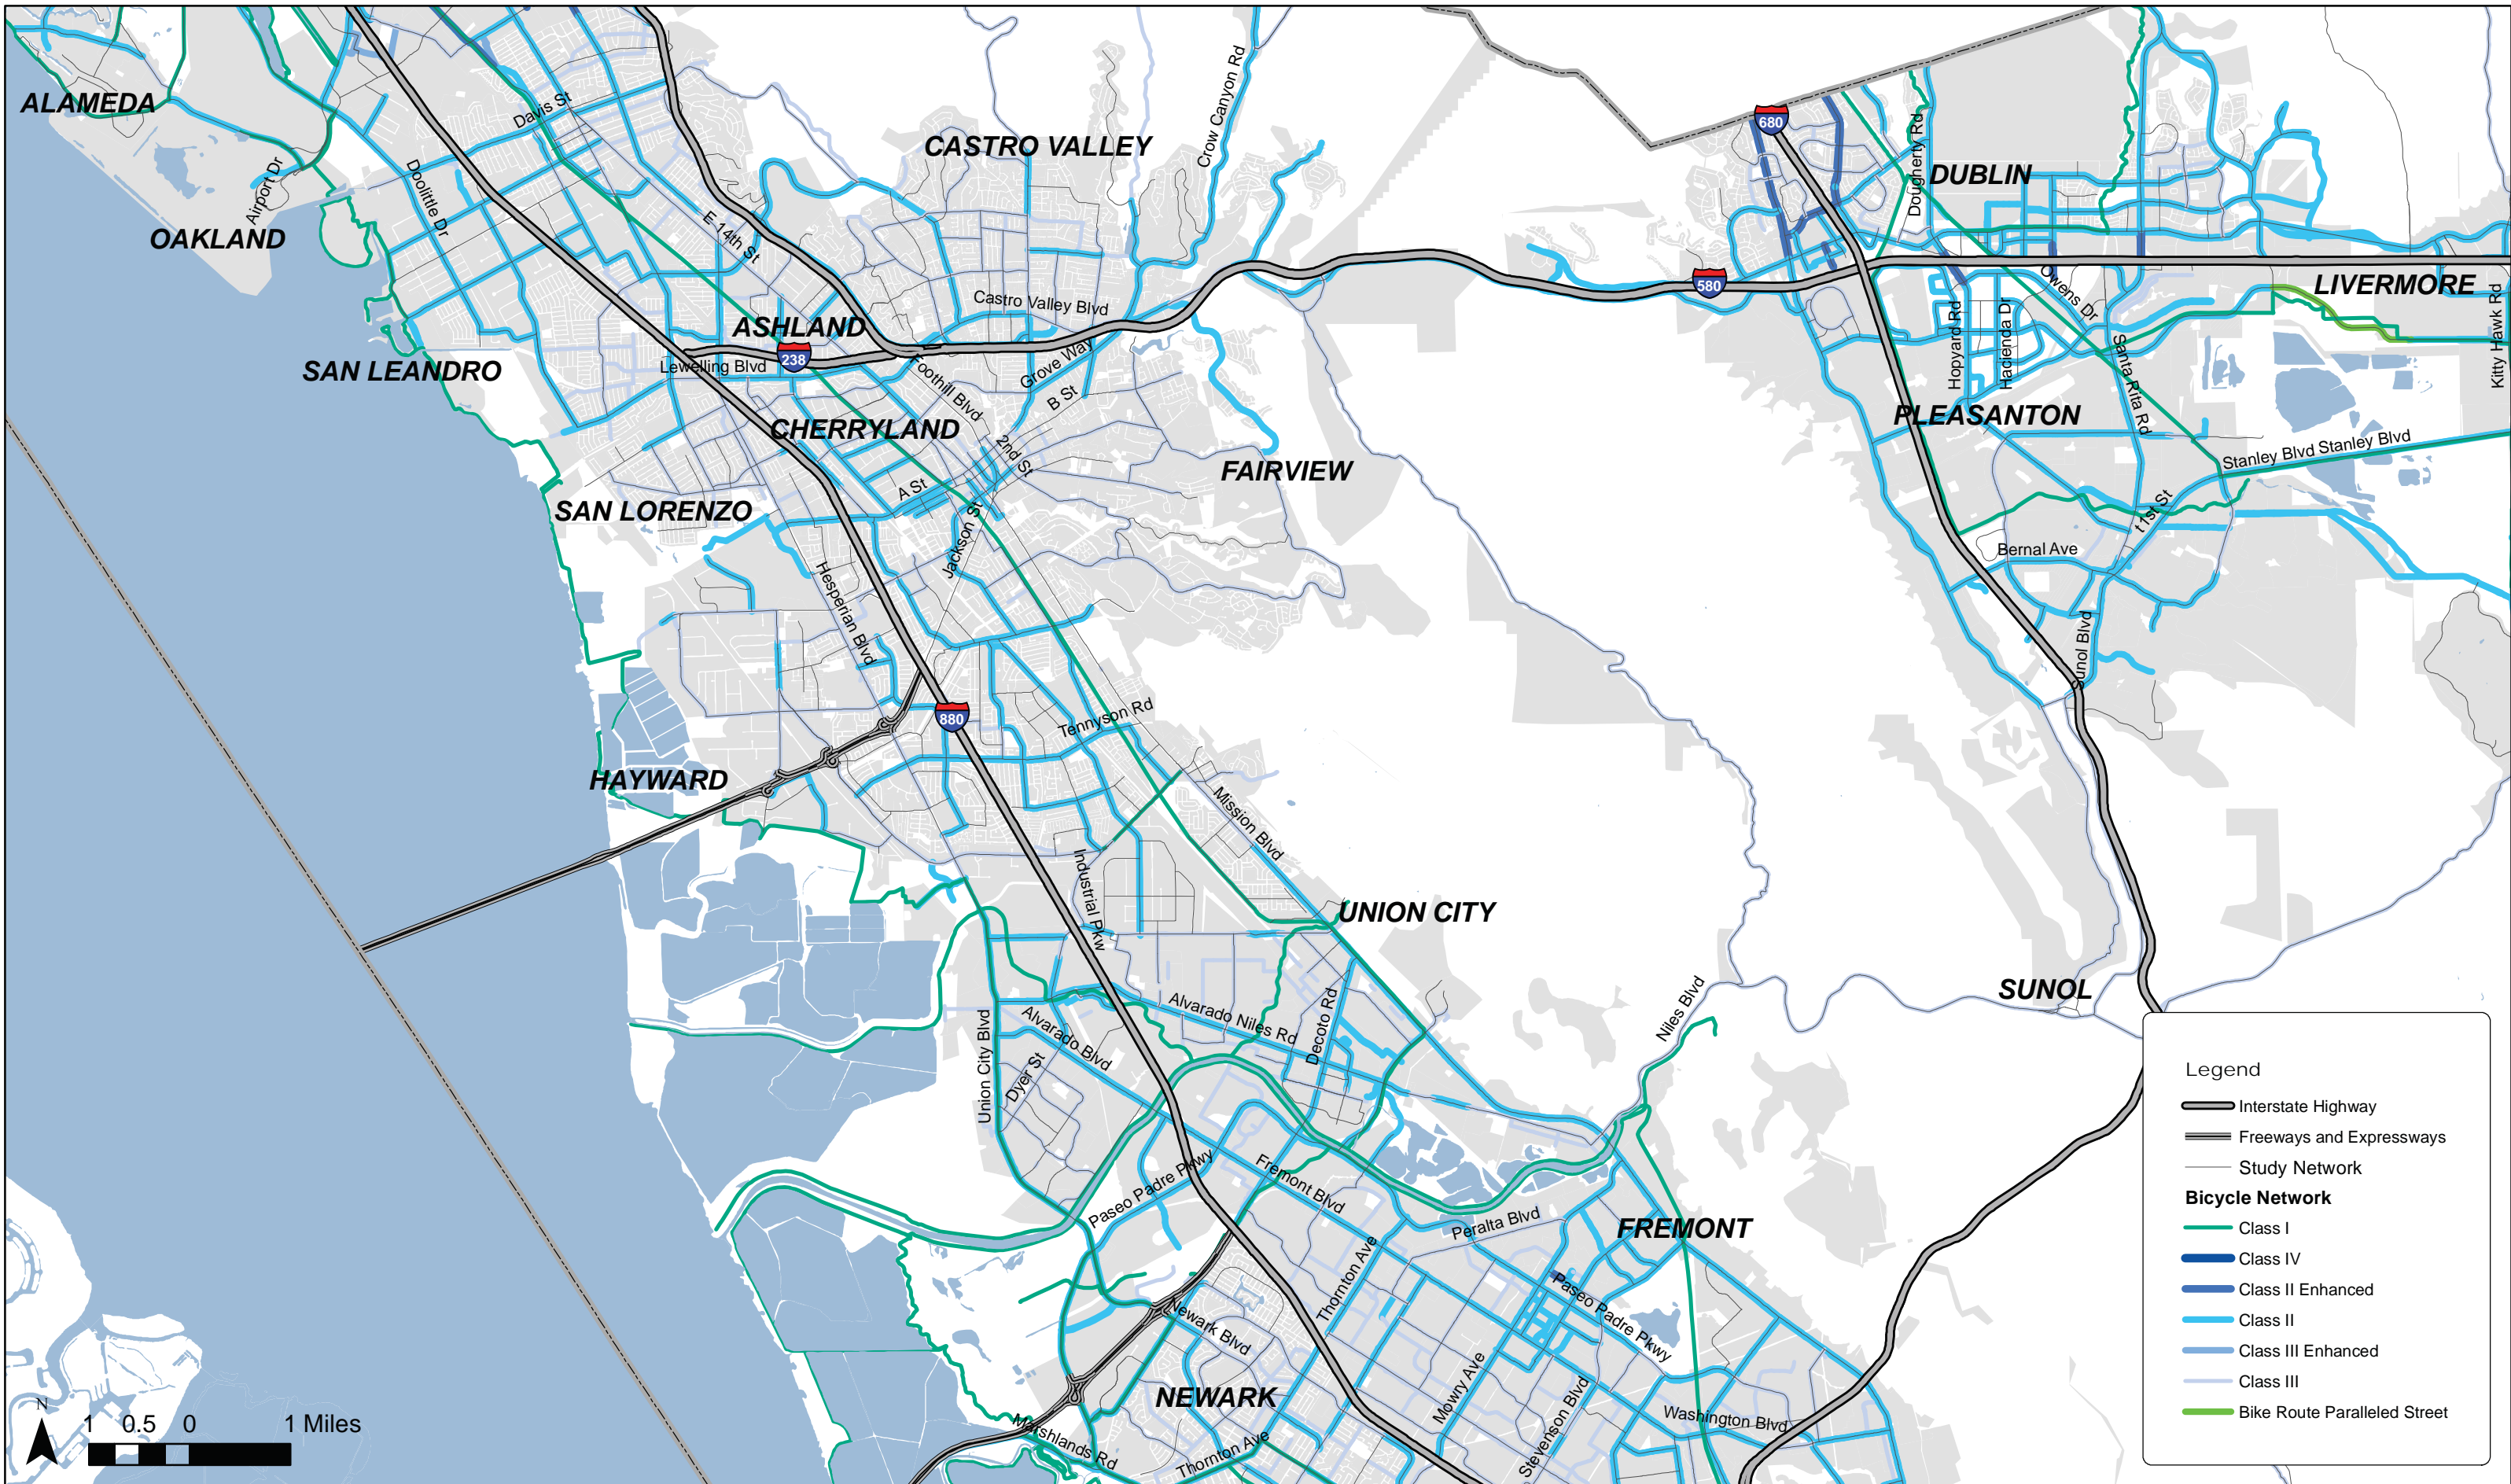 ALAMEDA
Davis St
Airport Dr
Doolittle Dr
OAKLAND
E 14th St
CASTRO VALLEY
Crow Canyon Rd
680
Dougherty Rd
DUBLIN
580
Owens Dr
LIVERMORE
Kitty Hawk Rd
Castro Valley Blvd
ASHLAND
238
Lewelling Blvd
SAN LEANDRO
Foothill Blvd
Grove Way
B St
Hopyard Rd
Hacienda Dr
Santa Rita Rd
PLEASANTON
CHERRYLAND
2nd St
FAIRVIEW
Stanley Blvd Stanley Blvd
A St
SAN LORENZO
Jackson St
t 1st St
Bernal Ave
Hesperian Blvd
Sunol Blvd
880
Tennyson Rd
HAYWARD
Mission Blvd
Industrial Pkw
UNION CITY
Niles Blvd
SUNOL
Alvarado Niles Rd
Decoto Rd
Union City Blvd
Alvarado Blvd
Dyer St
Paseo Padre Pkwy
Fremont Blvd
Peralta Blvd
FREMONT
Thornton Ave
Paseo Padre Pkwy
Newark Blvd
Mowry Ave
NEWARK
Stevenson Blvd
Washington Blvd
Marshlands Rd
Thornton Ave
N
1 0.5 0 1 Miles
Legend
Interstate Highway
Freeways and Expressways
Study Network
Bicycle Network
Class I
Class IV
Class II Enhanced
Class II
Class III Enhanced
Class III
Bike Route Paralleled Street